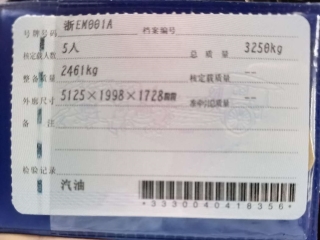 号牌号码 浙EM001A 档案编号
核定载人数 5人 总质量 3250kg
整备质量 2461kg 核定载质量 --
外廓尺寸 5125×1998×1728mm 准牵引总质量 --
备注
检验记录
汽油
*3330040418356*